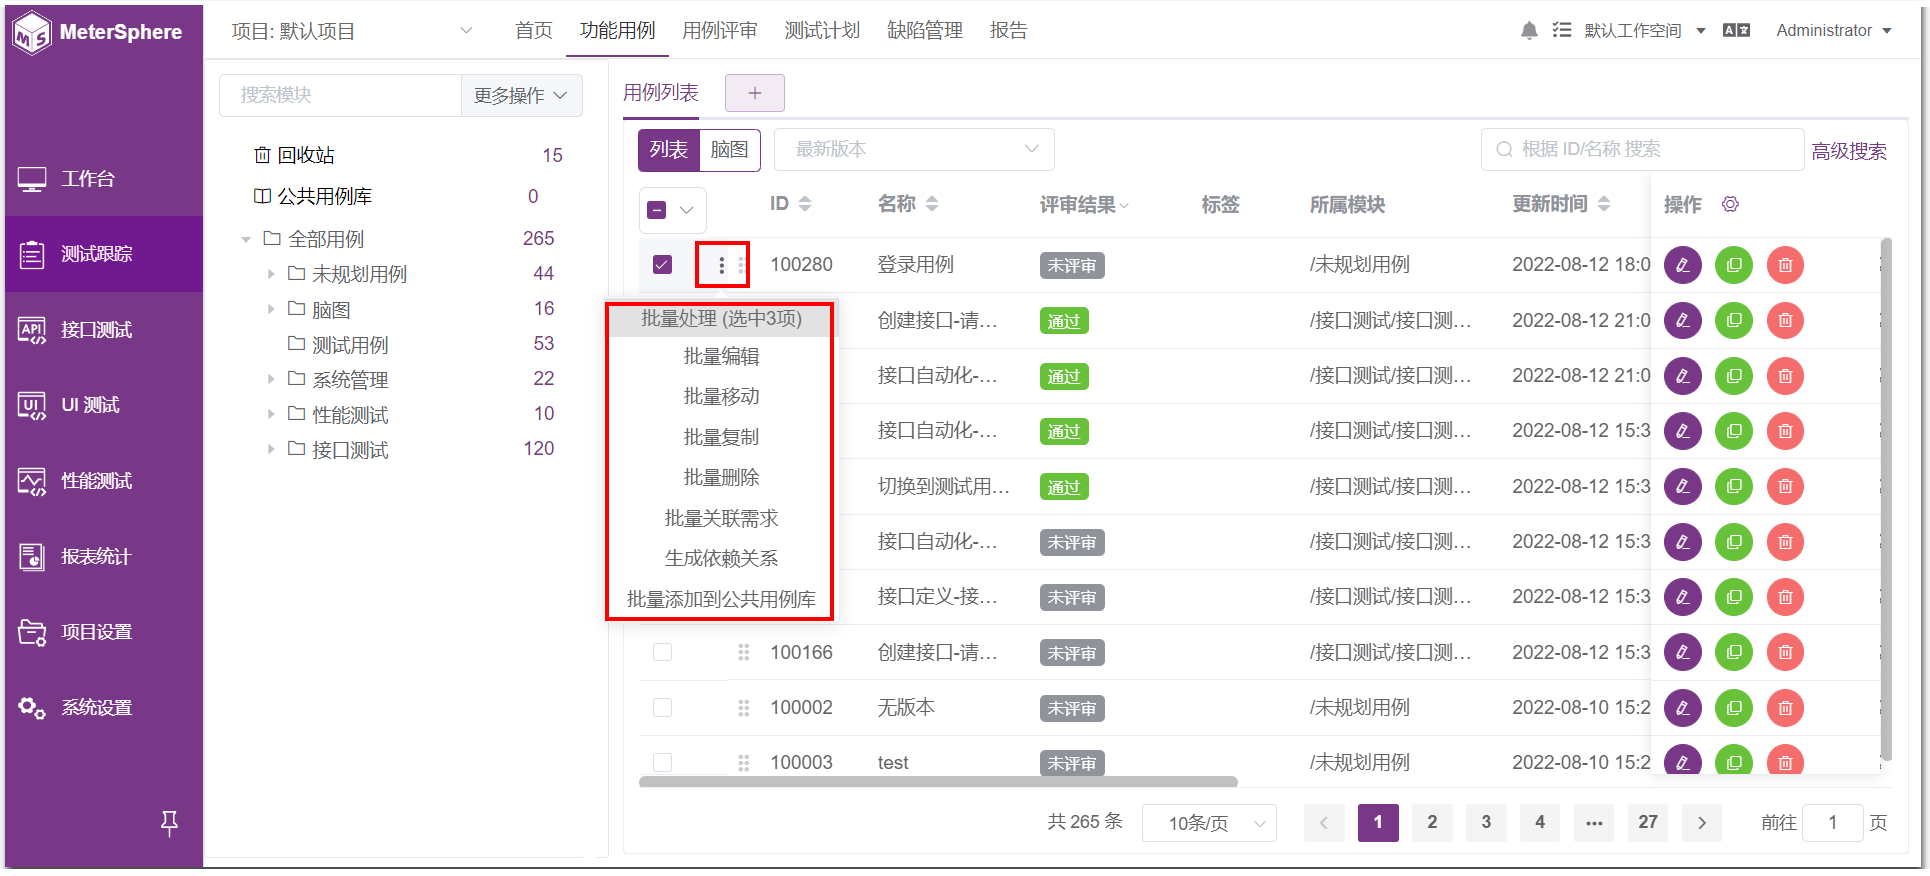 MeterSphere
项目: 默认项目
首页
功能用例
用例评审
测试计划
缺陷管理
报告
默认工作空间
Administrator
工作台
测试跟踪
API
接口测试
UI
UI 测试
性能测试
报表统计
项目设置
系统设置
搜索模块
更多操作
回收站 15
公共用例库 0
全部用例 265
未规划用例 44
脑图 16
测试用例 53
系统管理 22
性能测试 10
接口测试 120
用例列表
+
列表 脑图
最新版本
根据 ID/名称 搜索
高级搜索
ID 名称 评审结果 标签 所属模块 更新时间 操作
100280 登录用例 未评审 /未规划用例 2022-08-12 18:0
创建接口-请... 通过 /接口测试/接口测... 2022-08-12 21:0
接口自动化-... 通过 /接口测试/接口测... 2022-08-12 21:0
接口自动化-... 通过 /接口测试/接口测... 2022-08-12 15:3
切换到测试用... 通过 /接口测试/接口测... 2022-08-12 15:3
接口自动化-... 未评审 /接口测试/接口测... 2022-08-12 15:3
接口定义-接... 未评审 /接口测试/接口测... 2022-08-12 15:3
100166 创建接口-请... 未评审 /接口测试/接口测... 2022-08-12 15:3
100002 无版本 未评审 /未规划用例 2022-08-10 15:2
100003 test 未评审 /未规划用例 2022-08-10 15:2
批量处理 (选中3项)
批量编辑
批量移动
批量复制
批量删除
批量关联需求
生成依赖关系
批量添加到公共用例库
共 265 条 10条/页 1 2 3 4 ... 27 前往 1 页